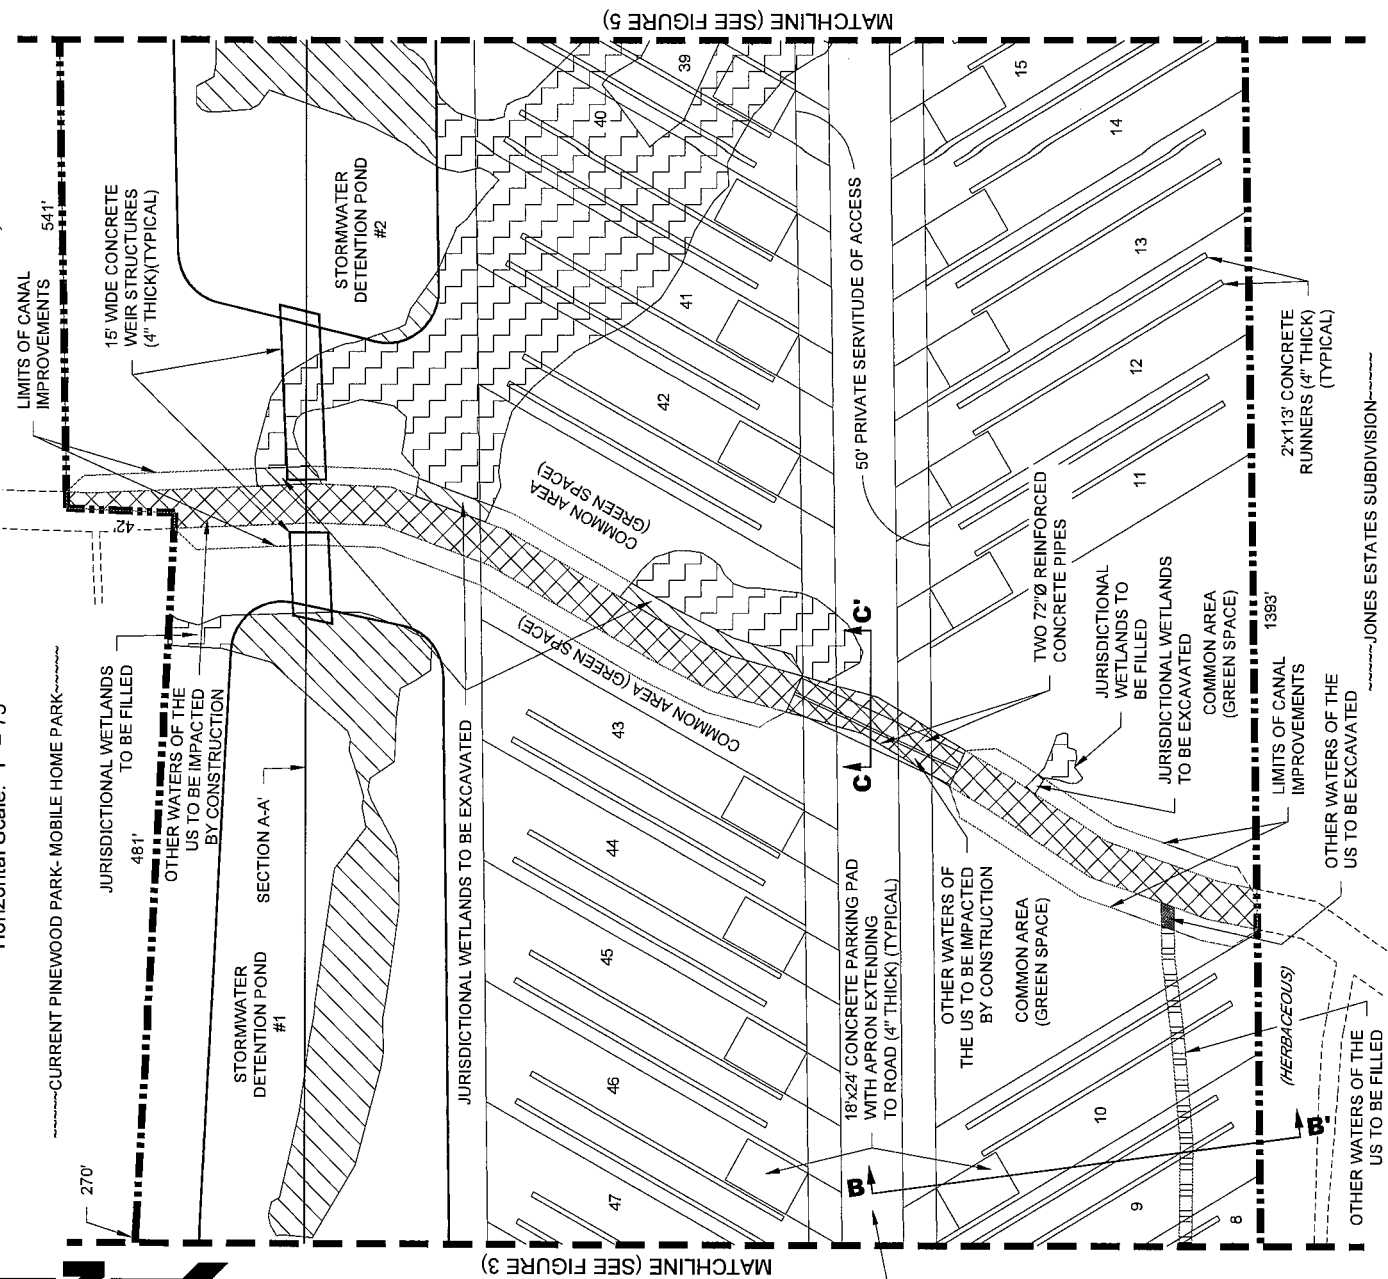 MATCHLINE (SEE FIGURE 5)
541'
LIMITS OF CANAL
IMPROVEMENTS
15' WIDE CONCRETE
WEIR STRUCTURES
(4" THICK)(TYPICAL)
STORMWATER
DETENTION POND
#2
39
40
41
42
15
14
13
12
11
50' PRIVATE SERVITUDE OF ACCESS
2'x113' CONCRETE
RUNNERS (4" THICK)
(TYPICAL)
~~~~~JONES ESTATES SUBDIVISION~~~~~
42'
COMMON AREA
(GREEN SPACE)
COMMON AREA (GREEN SPACE)
TWO 72"Ø REINFORCED
CONCRETE PIPES
JURISDICTIONAL
WETLANDS TO
BE FILLED
JURISDICTIONAL WETLANDS
TO BE EXCAVATED
COMMON AREA
(GREEN SPACE)
1393'
LIMITS OF CANAL
IMPROVEMENTS
OTHER WATERS OF THE
US TO BE EXCAVATED
C'
C
~~~~~CURRENT PINEWOOD PARK- MOBILE HOME PARK~~~~~
JURISDICTIONAL WETLANDS
TO BE FILLED
481'
OTHER WATERS OF THE
US TO BE IMPACTED
BY CONSTRUCTION
SECTION A-A'
STORMWATER
DETENTION POND
#1
JURISDICTIONAL WETLANDS TO BE EXCAVATED
43
44
45
46
47
18'x24' CONCRETE PARKING PAD
WITH APRON EXTENDING
TO ROAD (4" THICK) (TYPICAL)
OTHER WATERS OF
THE US TO BE IMPACTED
BY CONSTRUCTION
COMMON AREA
(GREEN SPACE)
10
9
8
B
B'
(HERBACEOUS)
OTHER WATERS OF THE
US TO BE FILLED
270'
MATCHLINE (SEE FIGURE 3)